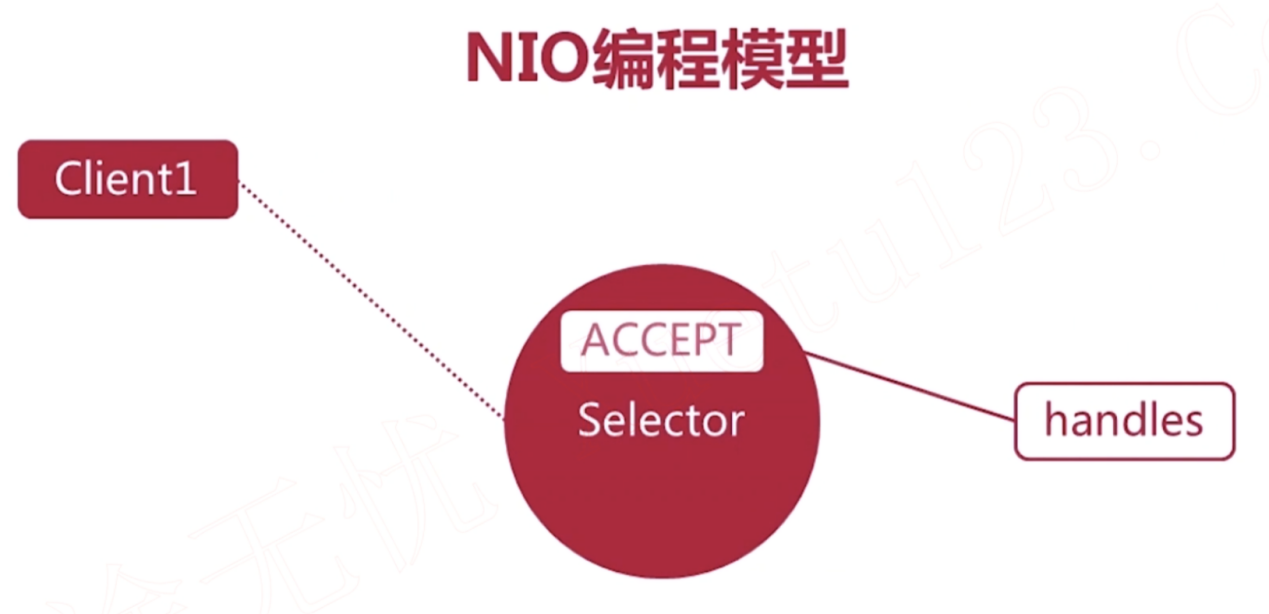 NIO编程模型
Client1
ACCEPT
Selector
handles